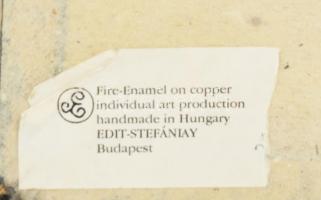 Fire-Enamel on copper
individual art production
handmade in Hungary
EDIT-STEFÁNIAY
Budapest